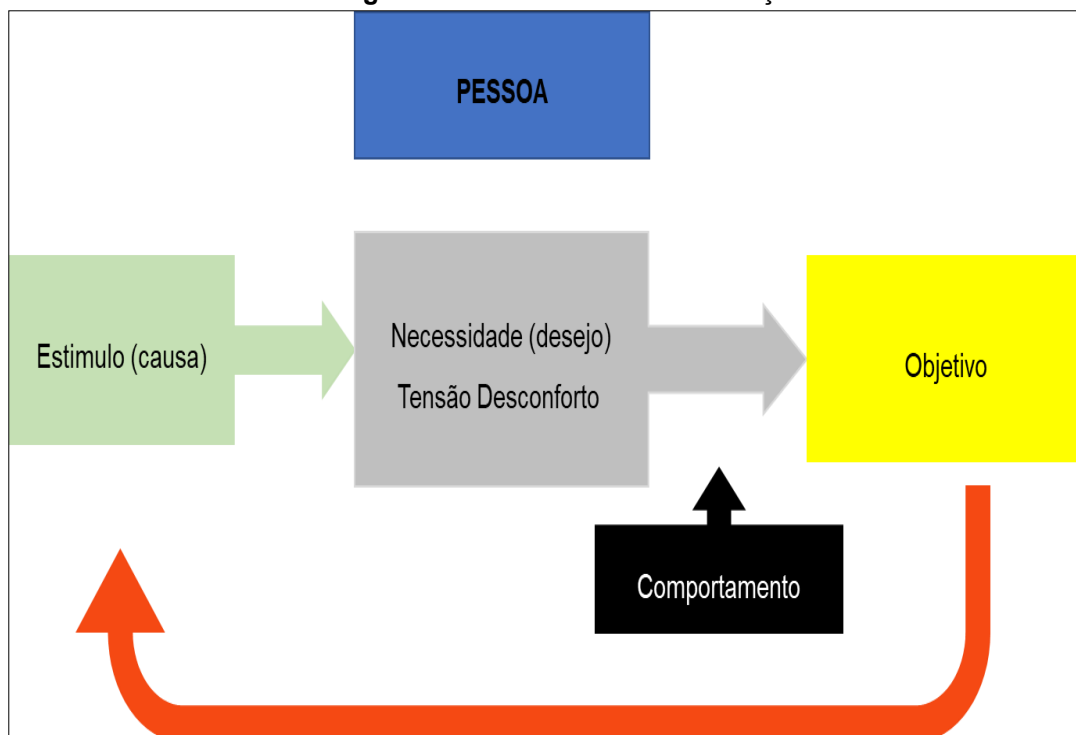 PESSOA
Estimulo (causa)
Necessidade (desejo)
Tensão Desconforto
Objetivo
Comportamento